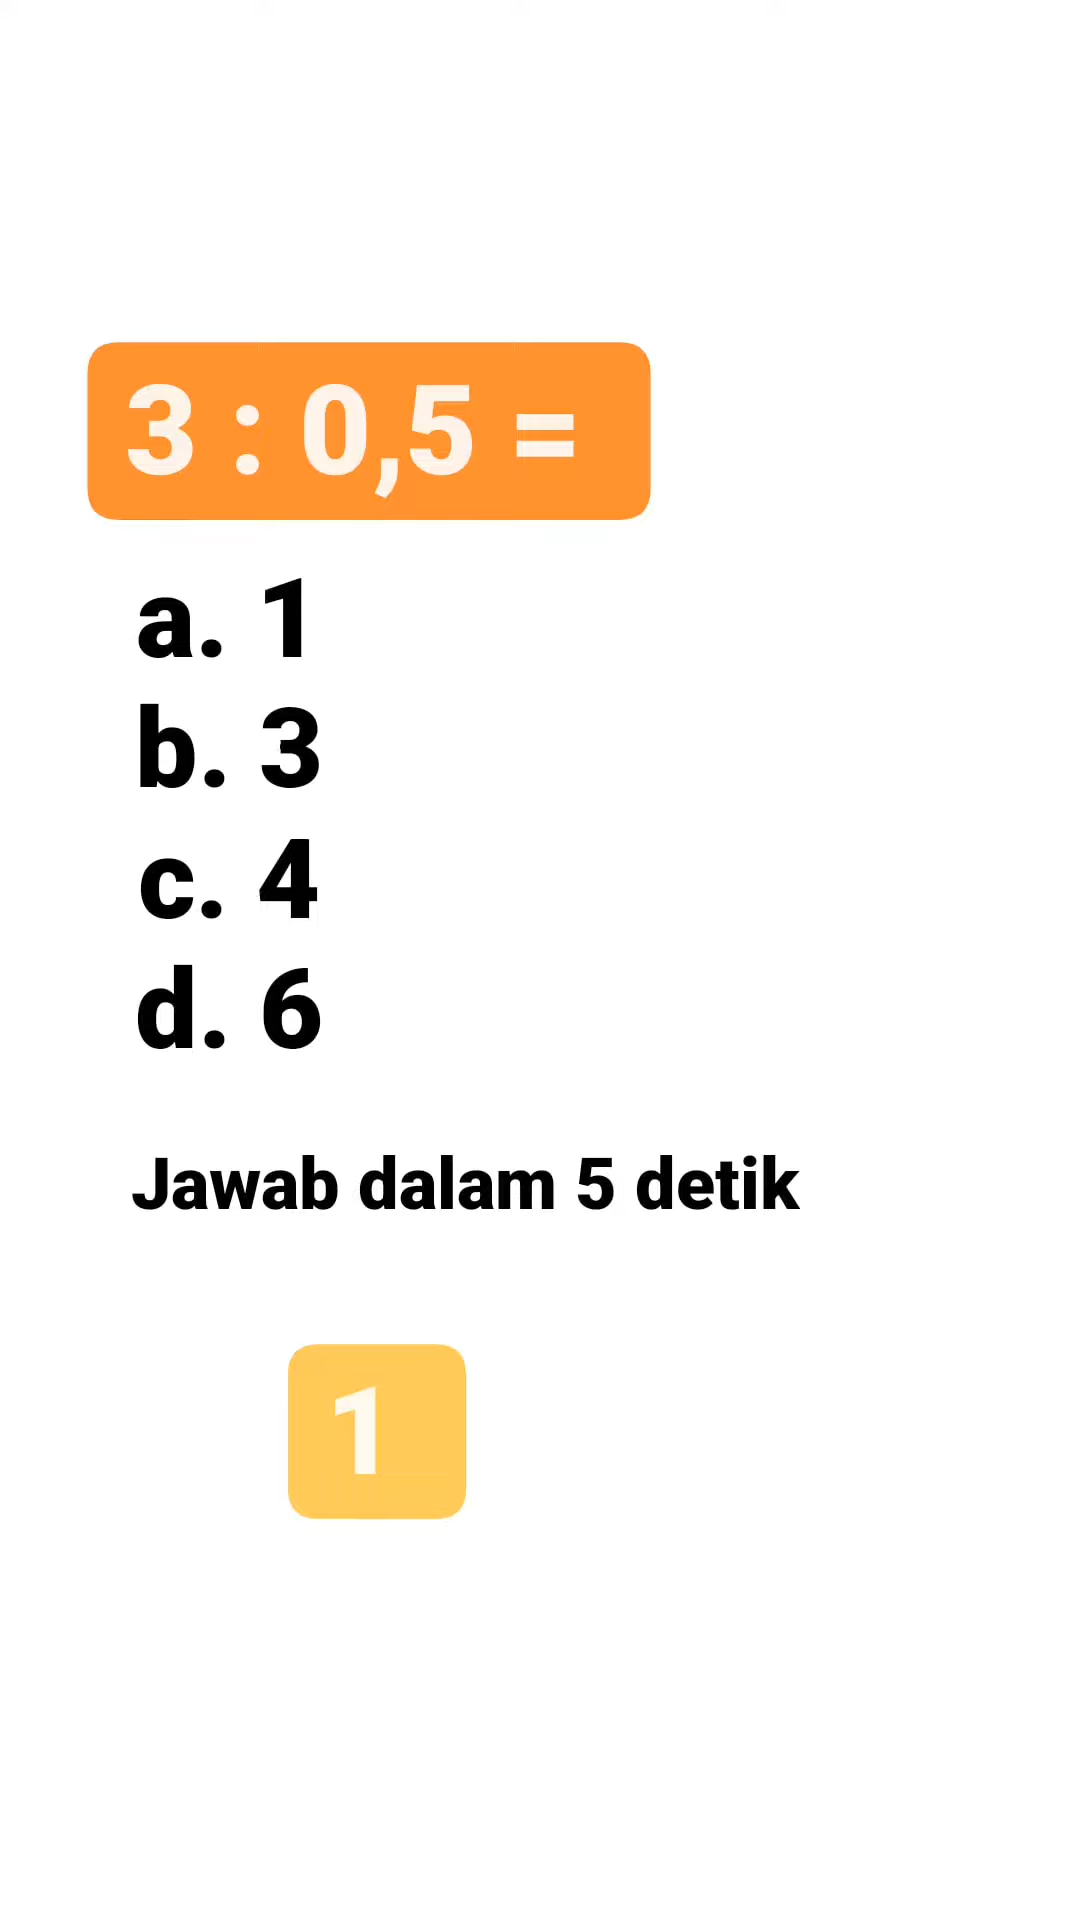 3 : 0,5 =
a. 1
b. 3
c. 4
d. 6
Jawab dalam 5 detik
1